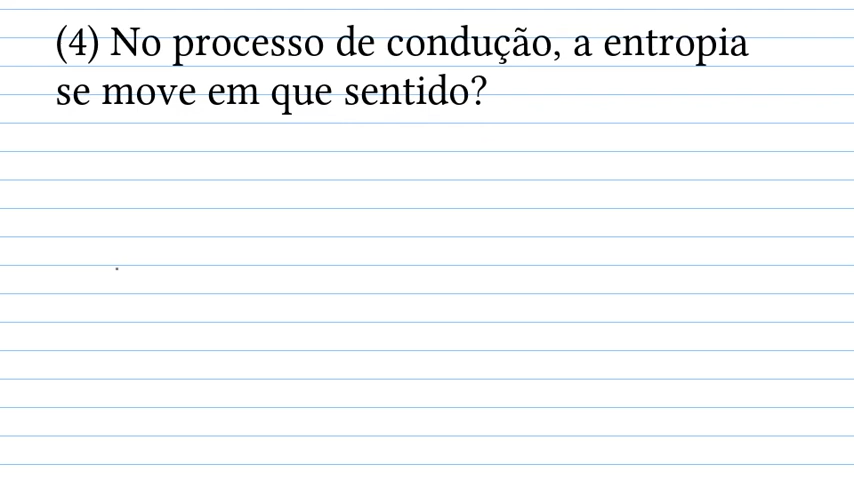 (4) No processo de condução, a entropia
se move em que sentido?